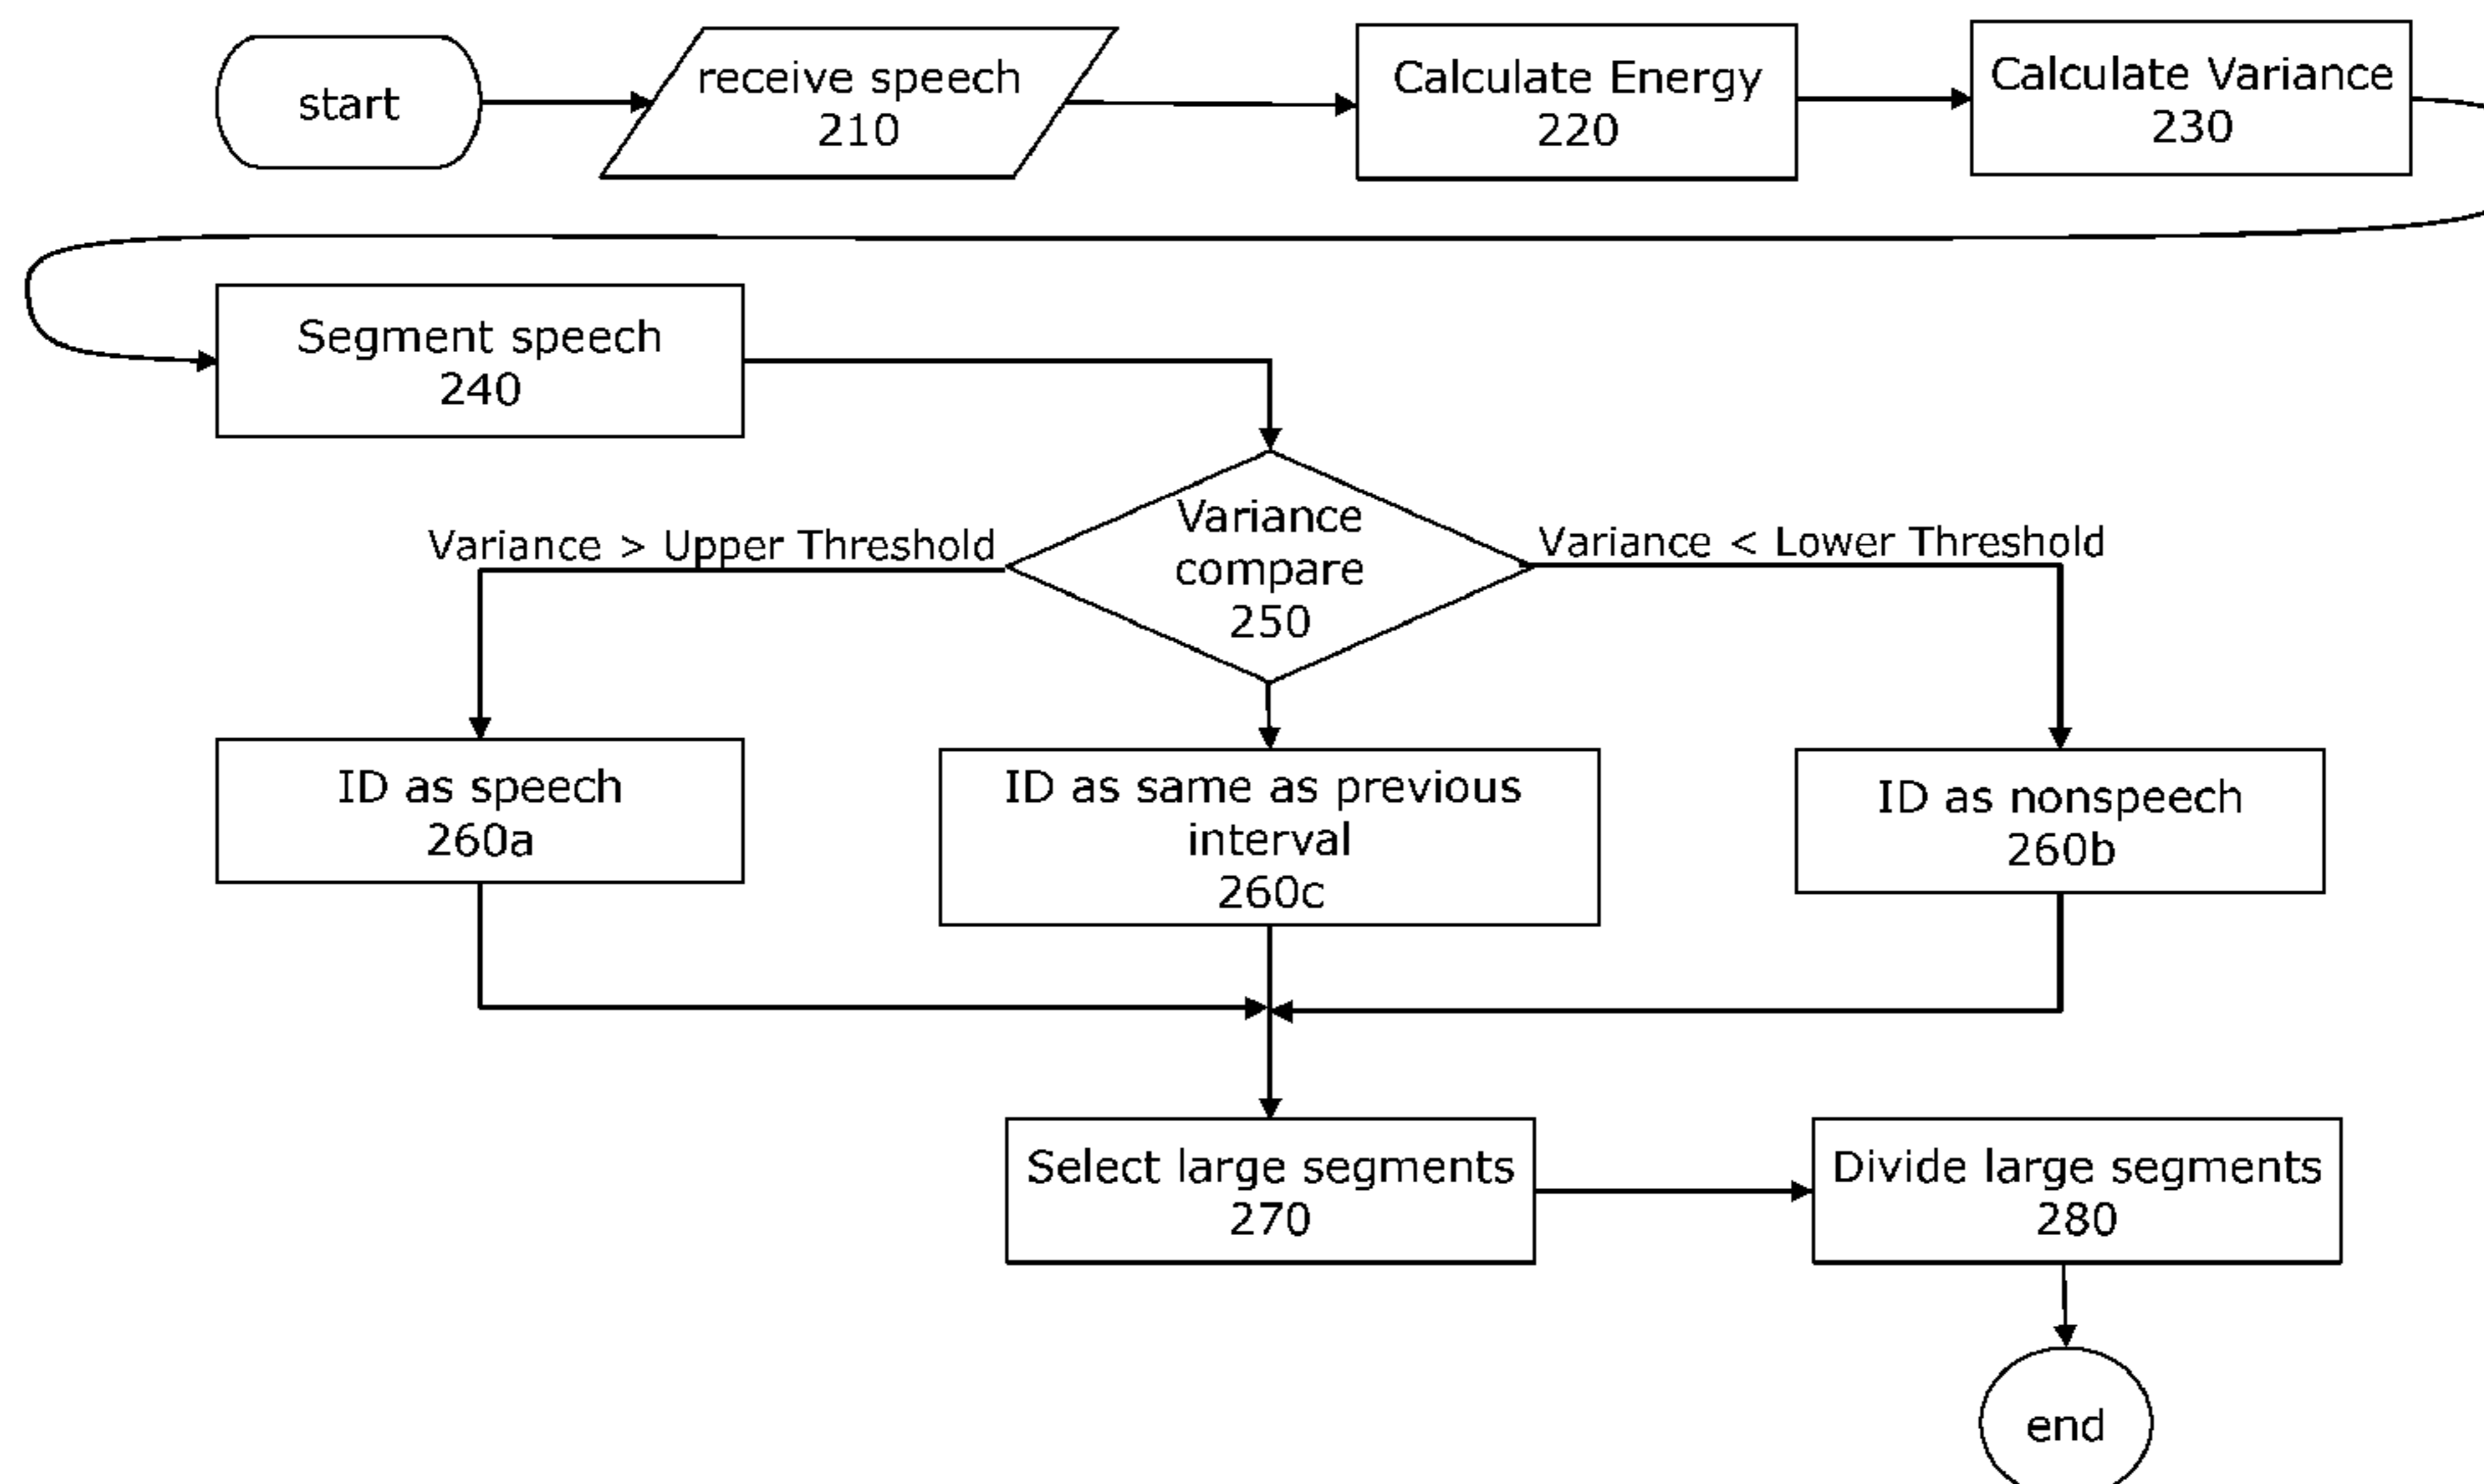 start
receive speech
210
Calculate Energy
220
Calculate Variance
230
Segment speech
240
Variance
compare
250
Variance > Upper Threshold
Variance < Lower Threshold
ID as speech
260a
ID as same as previous
interval
260c
ID as nonspeech
260b
Select large segments
270
Divide large segments
280
end